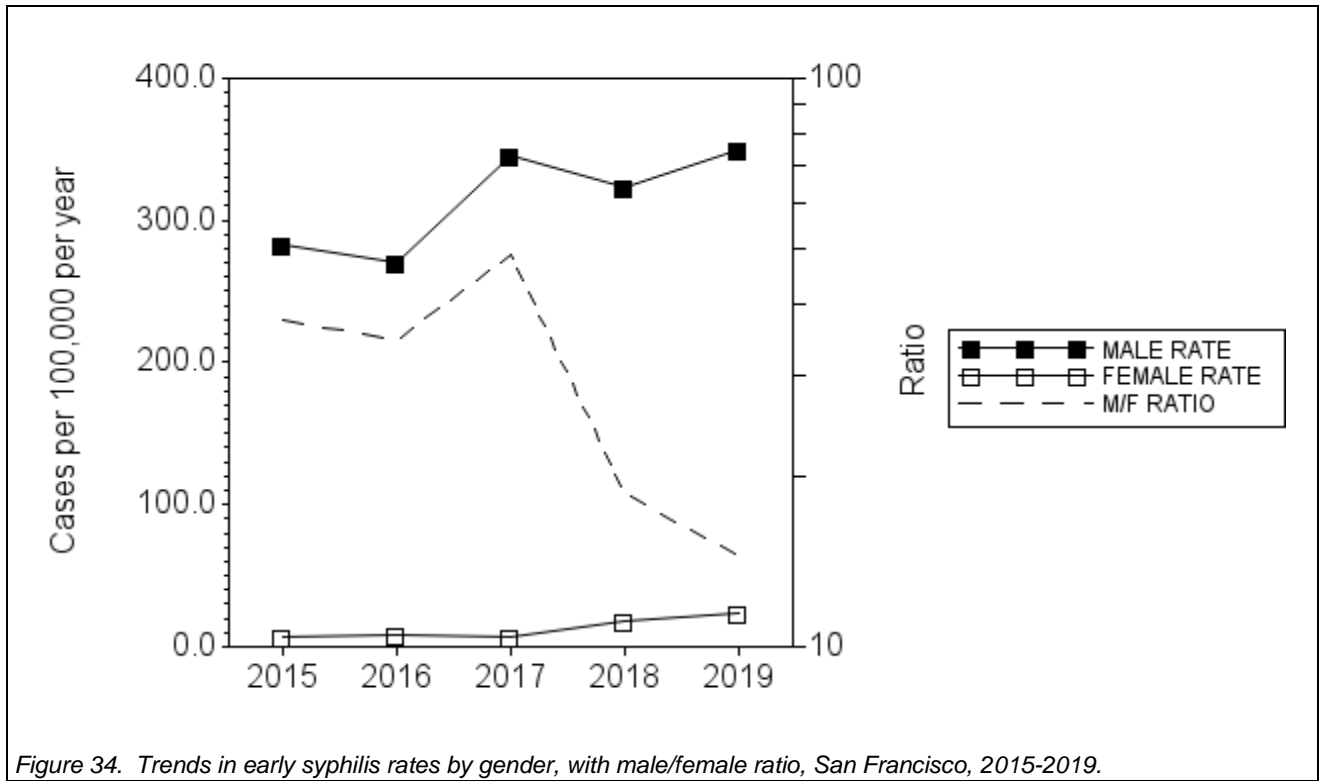 400.0
300.0
200.0
100.0
0.0
Cases per 100,000 per year
2015 2016 2017 2018 2019
100
10
Ratio
MALE RATE
FEMALE RATE
M/F RATIO
Figure 34. Trends in early syphilis rates by gender, with male/female ratio, San Francisco, 2015-2019.